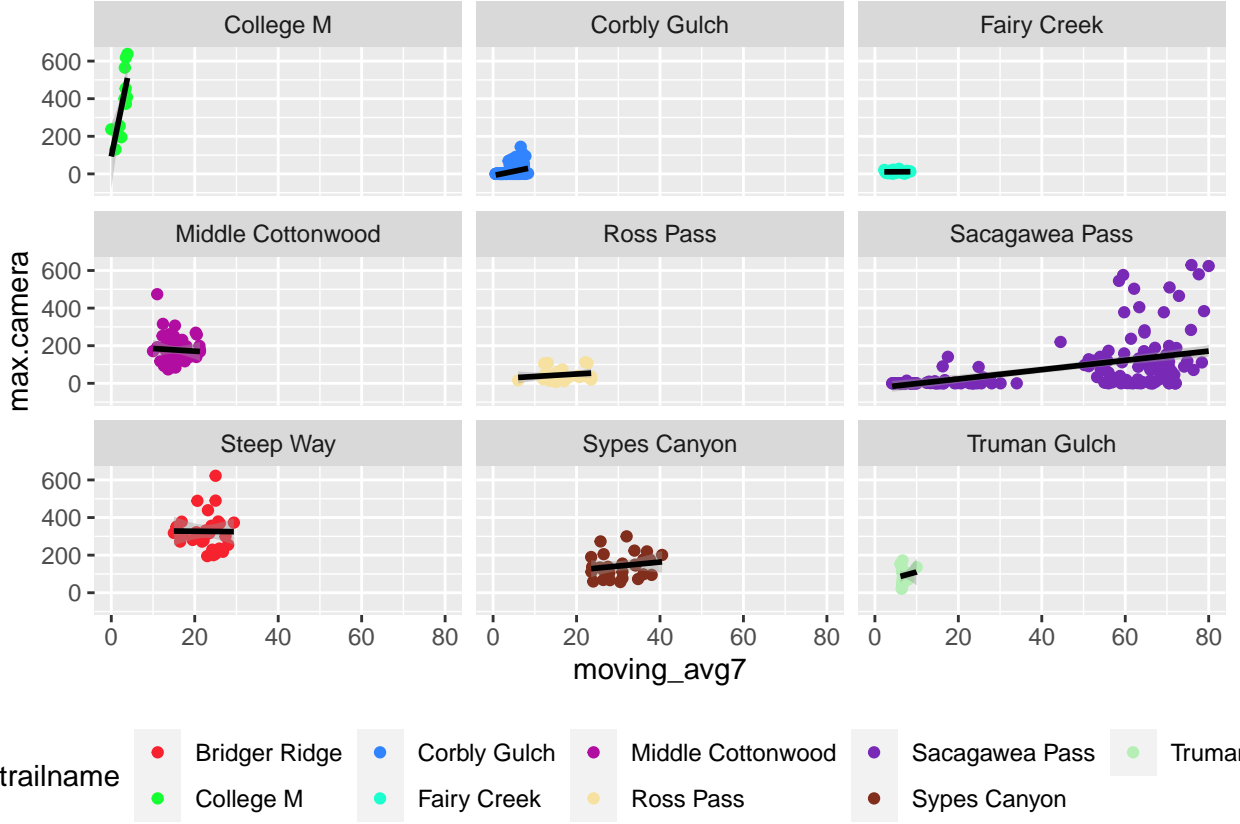 College M Corbly Gulch Fairy Creek
600
400
200
0
Middle Cottonwood Ross Pass Sacagawea Pass
600
400
200
0
max.camera
Steep Way Sypes Canyon Truman Gulch
600
400
200
0
0 20 40 60 80 0 20 40 60 80 0 20 40 60 80
moving_avg7
trailname
Bridger Ridge Corbly Gulch Middle Cottonwood Sacagawea Pass Truman
College M Fairy Creek Ross Pass Sypes Canyon